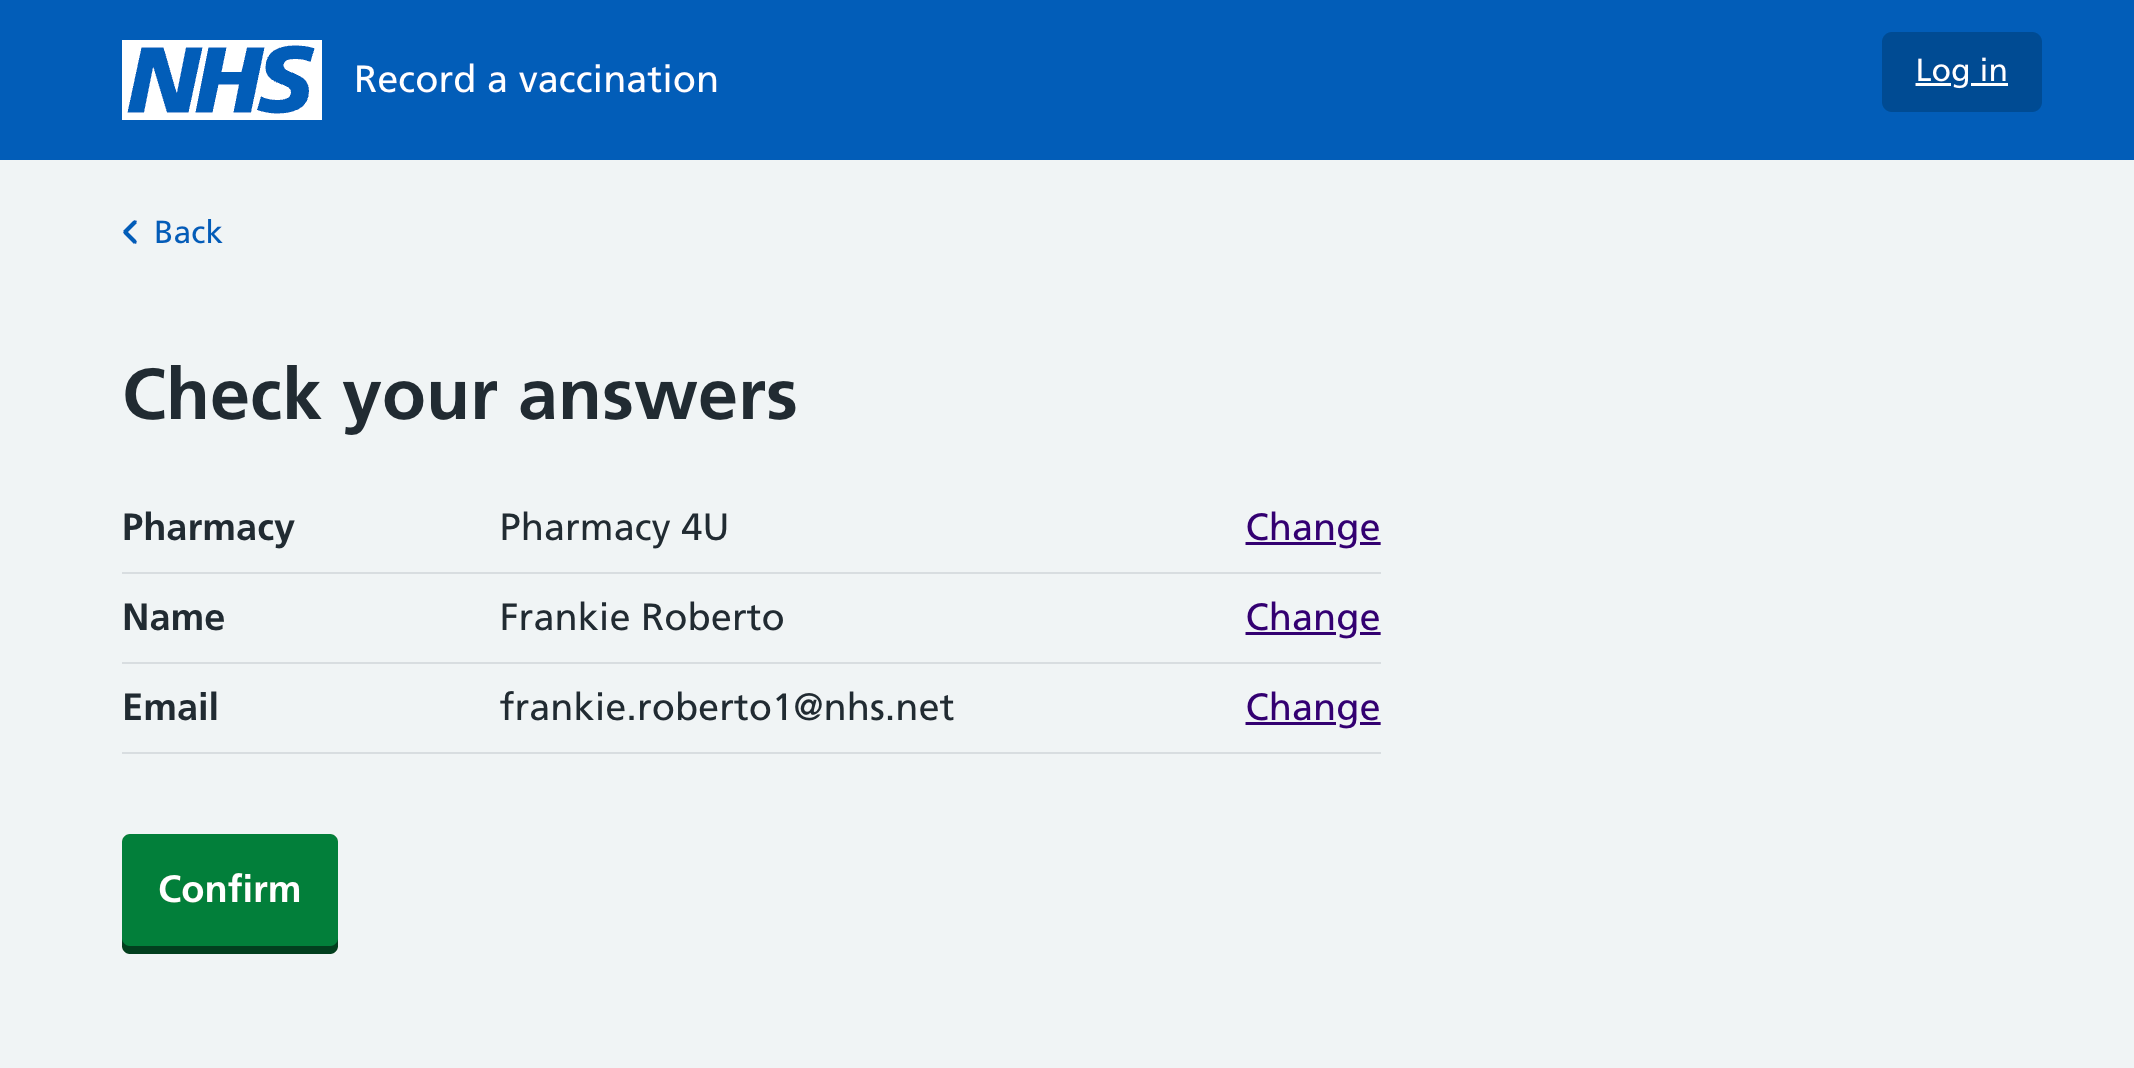 NHS Record a vaccination Log in
Back
Check your answers
Pharmacy Pharmacy 4U Change
Name Frankie Roberto Change
Email frankie.roberto1@nhs.net Change
Confirm